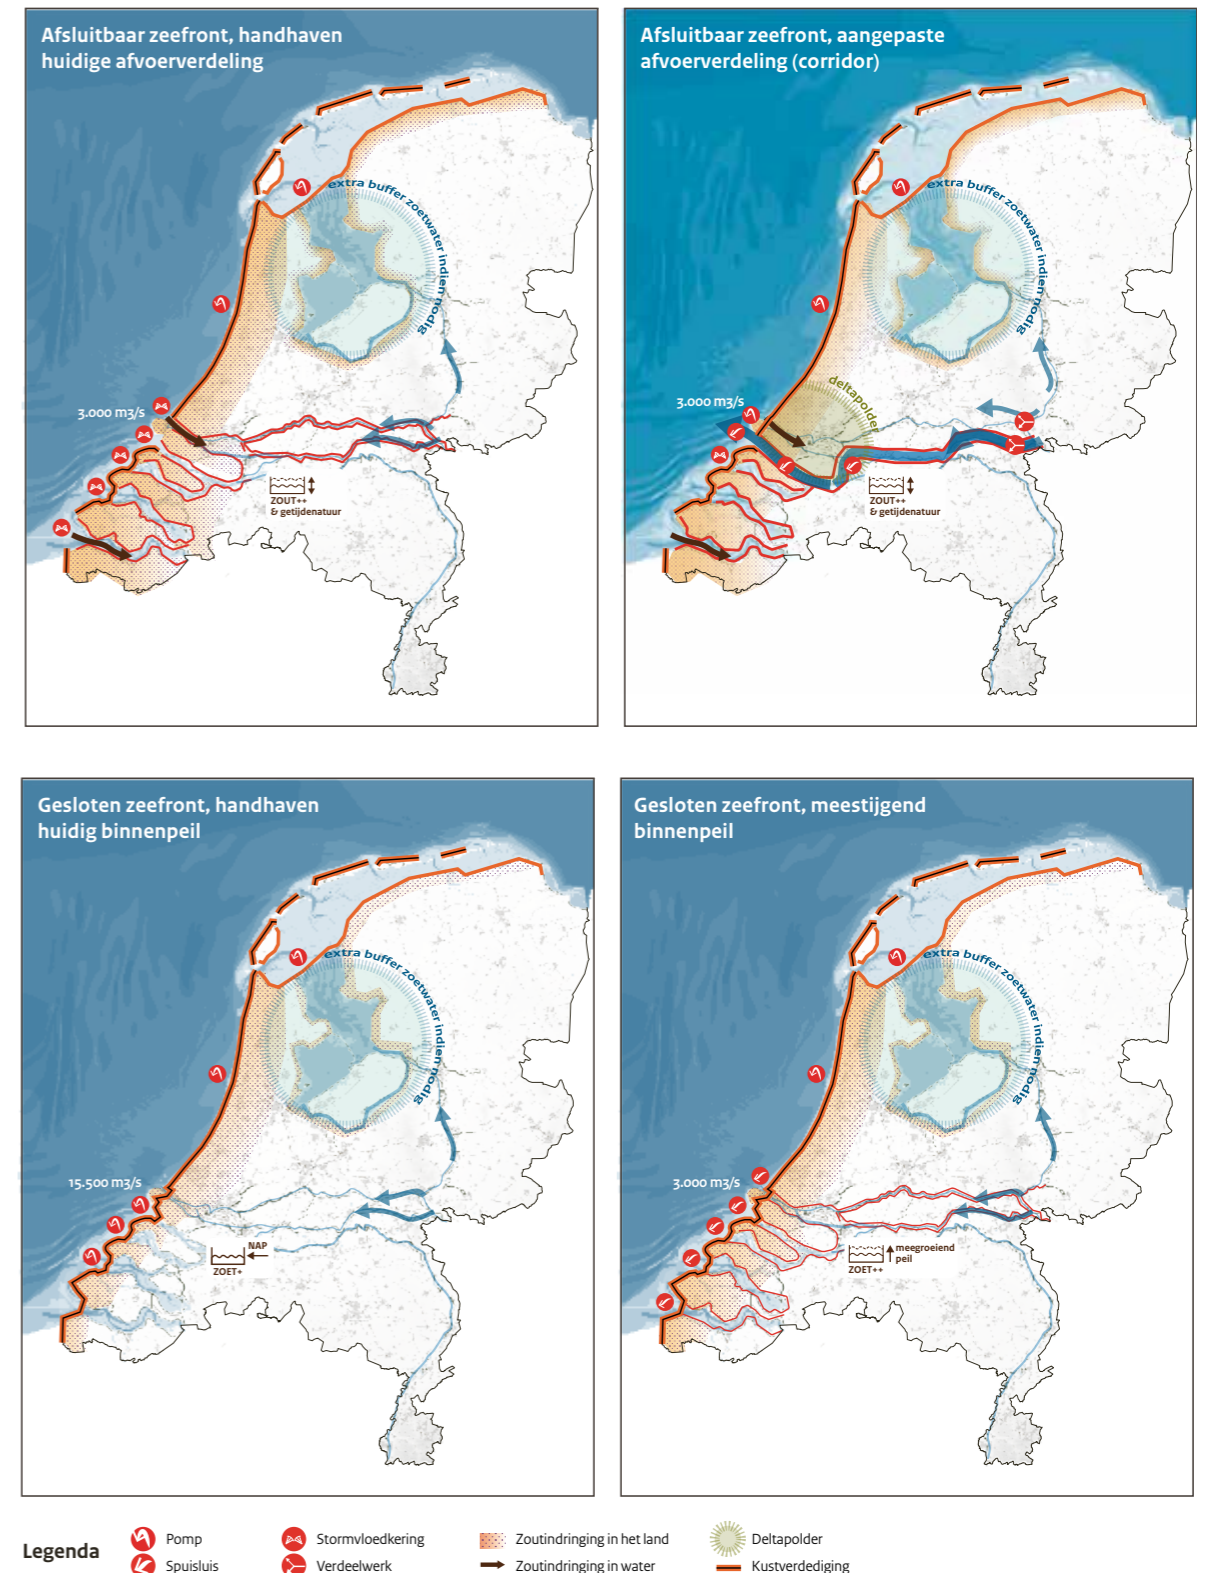 Afsluitbaar zeefront, handhaven
huidige afvoerverdeling
extra buffer zoetwater indien nodig
3.000 m3/s
ZOUT++
& getijdenatuur
Afsluitbaar zeefront, aangepaste
afvoerverdeling (corridor)
extra buffer zoetwater indien nodig
deltapolder
3.000 m3/s
ZOUT++
& getijdenatuur
Gesloten zeefront, handhaven
huidig binnenpeil
extra buffer zoetwater indien nodig
15.500 m3/s
NAP
ZOET+
Gesloten zeefront, meestijgend
binnenpeil
extra buffer zoetwater indien nodig
3.000 m3/s
meegroeiend
peil
ZOET++
Legenda
Pomp
Spuisluis
Stormvloedkering
Verdeelwerk
Zoutindringing in het land
Zoutindringing in water
Deltapolder
Kustverdediging